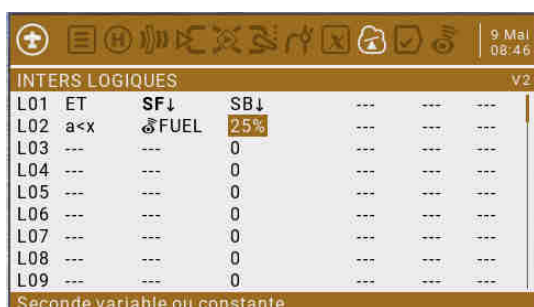 9 Mai
08:46
INTERS LOGIQUES V2
L01 ET SF↓ SB↓ --- --- ---
L02 a<x FUEL 25% --- --- ---
L03 --- --- 0 --- --- ---
L04 --- --- 0 --- --- ---
L05 --- --- 0 --- --- ---
L06 --- --- 0 --- --- ---
L07 --- --- 0 --- --- ---
L08 --- --- 0 --- --- ---
L09 --- --- 0 --- --- ---
Seconde variable ou constante